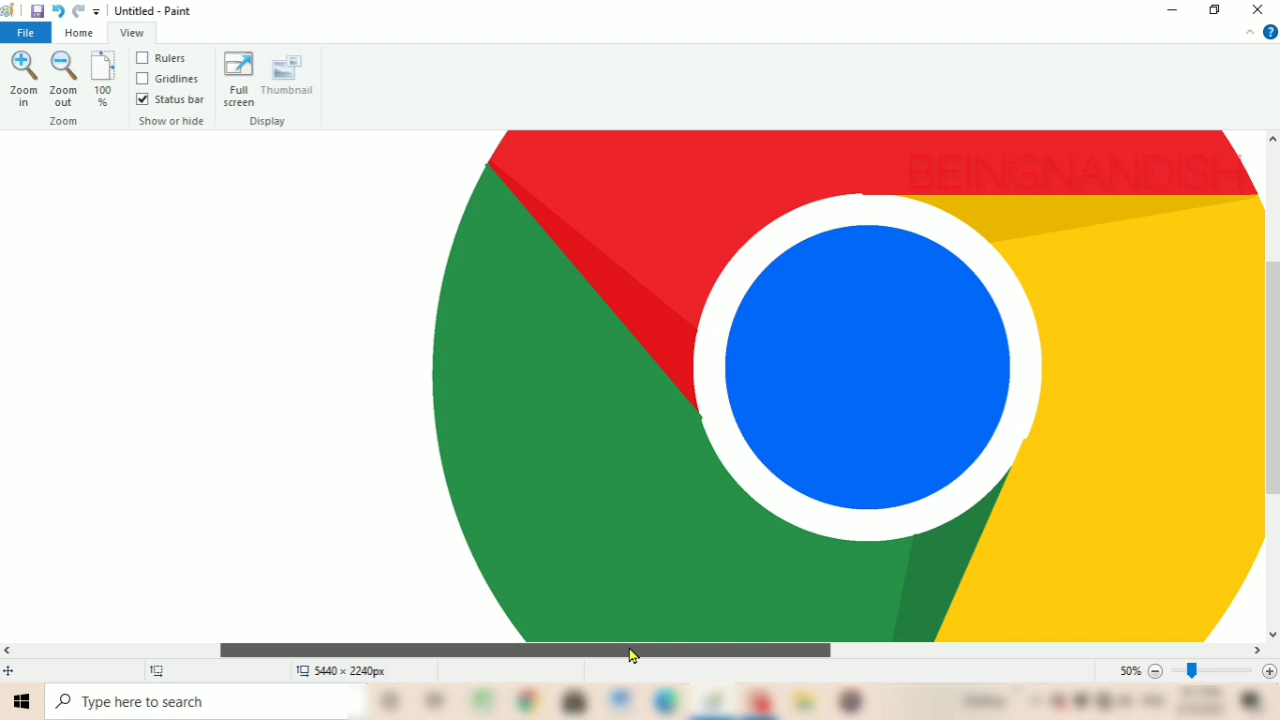 Untitled - Paint
File Home View
Zoom in
Zoom out
100 %
Rulers
Gridlines
Status bar
Full screen
Thumbnail
Zoom Show or hide Display
BEINGNANDISH
5440 × 2240px
50%
Type here to search